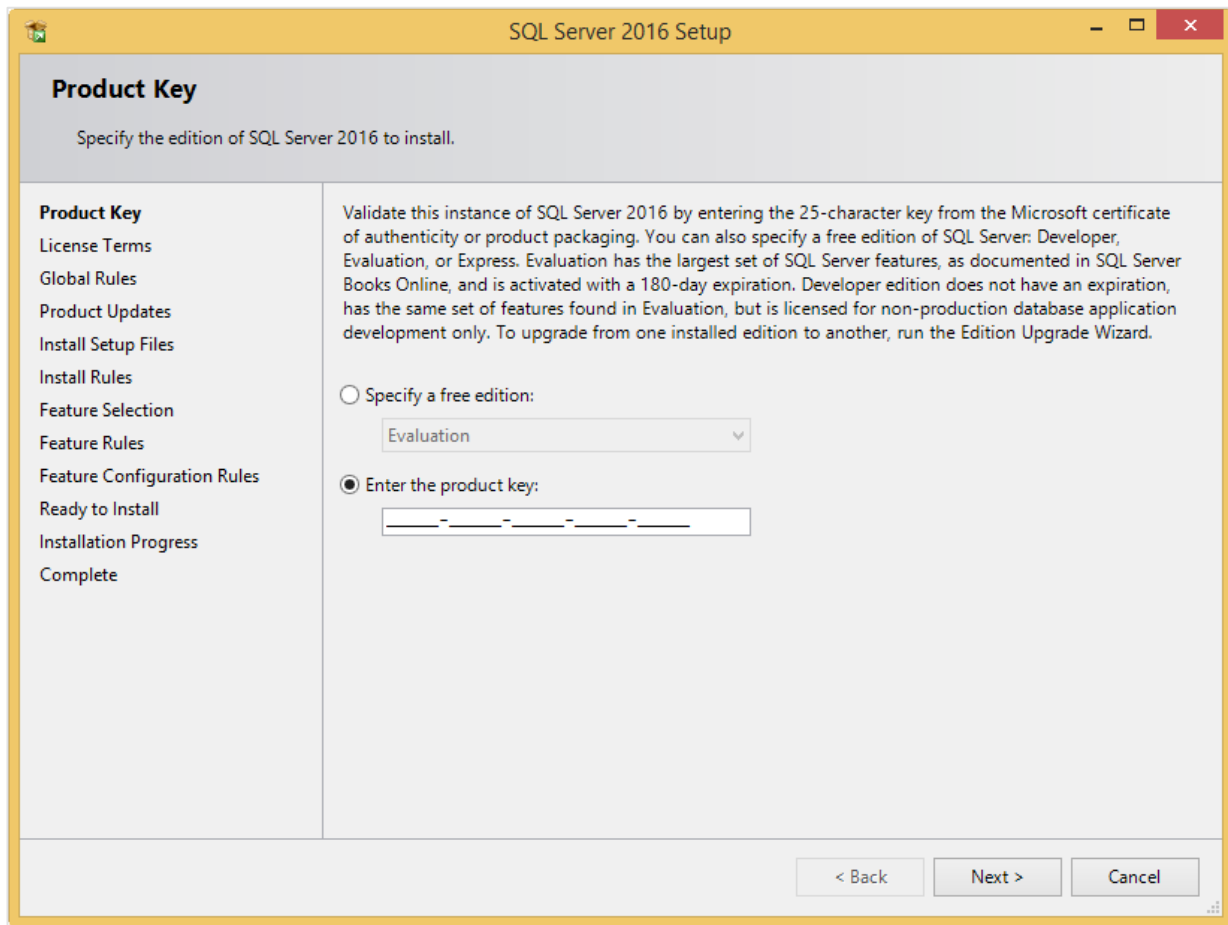 SQL Server 2016 Setup
Product Key
Specify the edition of SQL Server 2016 to install.
Product Key
License Terms
Global Rules
Product Updates
Install Setup Files
Install Rules
Feature Selection
Feature Rules
Feature Configuration Rules
Ready to Install
Installation Progress
Complete
Validate this instance of SQL Server 2016 by entering the 25-character key from the Microsoft certificate
of authenticity or product packaging. You can also specify a free edition of SQL Server: Developer,
Evaluation, or Express. Evaluation has the largest set of SQL Server features, as documented in SQL Server
Books Online, and is activated with a 180-day expiration. Developer edition does not have an expiration,
has the same set of features found in Evaluation, but is licensed for non-production database application
development only. To upgrade from one installed edition to another, run the Edition Upgrade Wizard.
Specify a free edition:
Evaluation
Enter the product key:
_____-_____-_____-_____-_____
< Back
Next >
Cancel